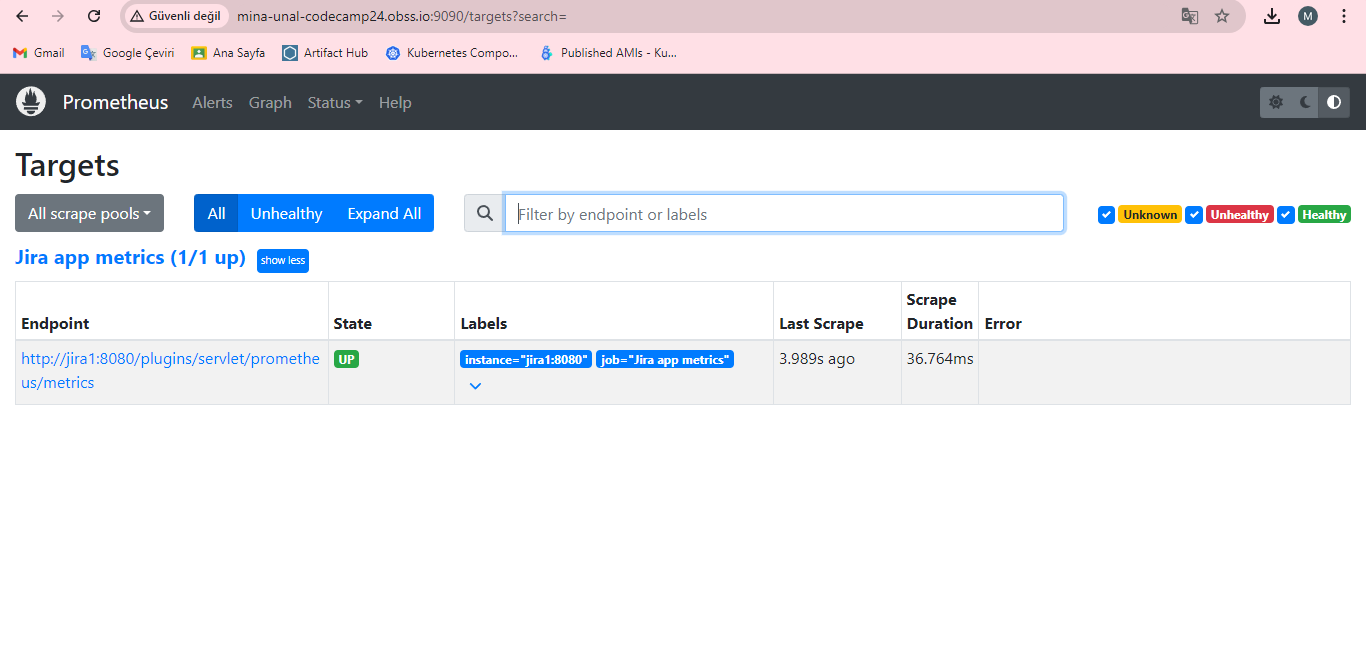 Güvenli değil mina-unal-codecamp24.obss.io:9090/targets?search= M
Gmail Google Çeviri Ana Sayfa Artifact Hub Kubernetes Compo... Published AMIs - Ku...
Prometheus Alerts Graph Status Help
Targets
All scrape pools All Unhealthy Expand All Filter by endpoint or labels Unknown Unhealthy Healthy
Jira app metrics (1/1 up) show less
Endpoint State Labels Last Scrape Scrape Duration Error
http://jira1:8080/plugins/servlet/promethe
us/metrics
UP
instance="jira1:8080" job="Jira app metrics"
3.989s ago
36.764ms